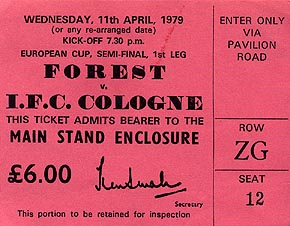 WEDNESDAY, 11th APRIL, 1979
(or any re-arranged date)
KICK-OFF 7.30 p.m.
EUROPEAN CUP, SEMI-FINAL, 1st LEG
FOREST
v.
I.F.C. COLOGNE
THIS TICKET ADMITS BEARER TO THE
MAIN STAND ENCLOSURE
£6.00
Secretary
This portion to be retained for inspection
ENTER ONLY
VIA
PAVILION
ROAD
ROW
ZG
SEAT
12